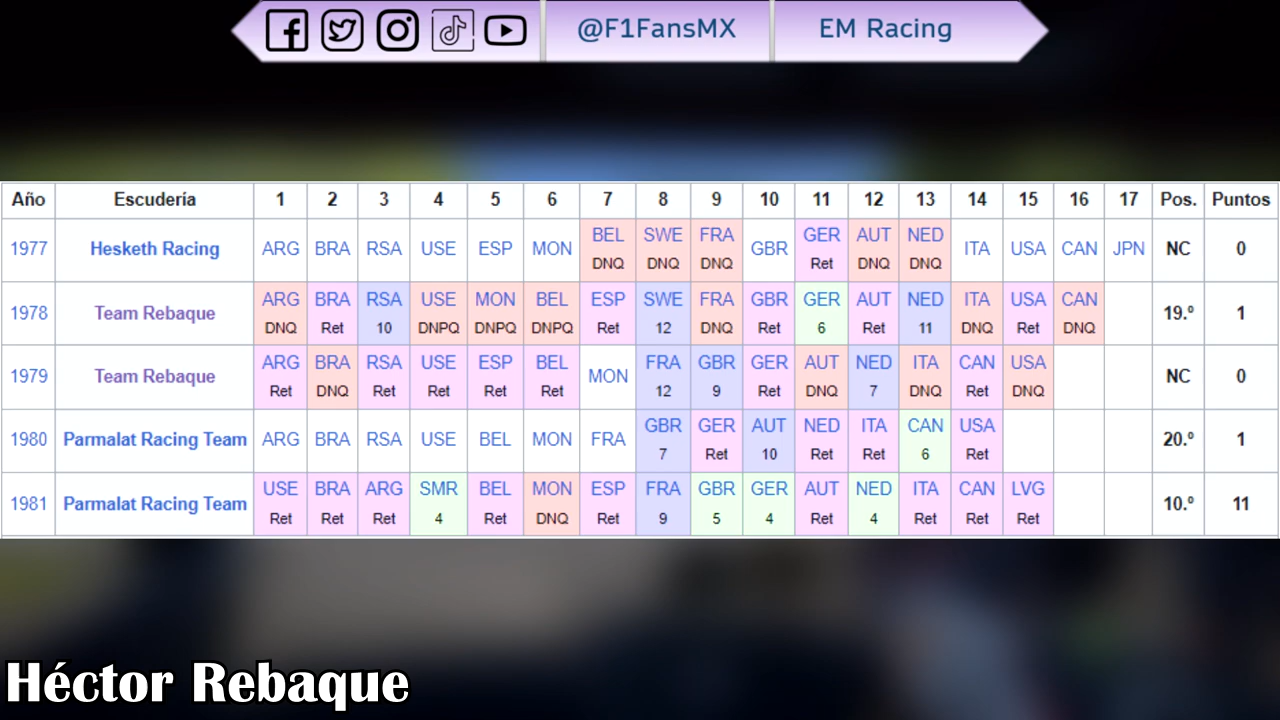 @F1FansMX EM Racing
Año Escudería 1 2 3 4 5 6 7 8 9 10 11 12 13 14 15 16 17 Pos. Puntos
1977 Hesketh Racing ARG BRA RSA USE ESP MON BEL DNQ SWE DNQ FRA DNQ GBR GER Ret AUT DNQ NED DNQ ITA USA CAN JPN NC 0
1978 Team Rebaque ARG DNQ BRA Ret RSA 10 USE DNPQ MON DNPQ BEL DNPQ ESP Ret SWE 12 FRA DNQ GBR Ret GER 6 AUT Ret NED 11 ITA DNQ USA Ret CAN DNQ 19.º 1
1979 Team Rebaque ARG Ret BRA DNQ RSA Ret USE Ret ESP Ret BEL Ret MON FRA 12 GBR 9 GER Ret AUT DNQ NED 7 ITA DNQ CAN Ret USA DNQ NC 0
1980 Parmalat Racing Team ARG BRA RSA USE BEL MON FRA GBR 7 GER Ret AUT 10 NED Ret ITA Ret CAN 6 USA Ret 20.º 1
1981 Parmalat Racing Team USE Ret BRA Ret ARG Ret SMR 4 BEL Ret MON DNQ ESP Ret FRA 9 GBR 5 GER 4 AUT Ret NED 4 ITA Ret CAN Ret LVG Ret 10.º 11
Héctor Rebaque